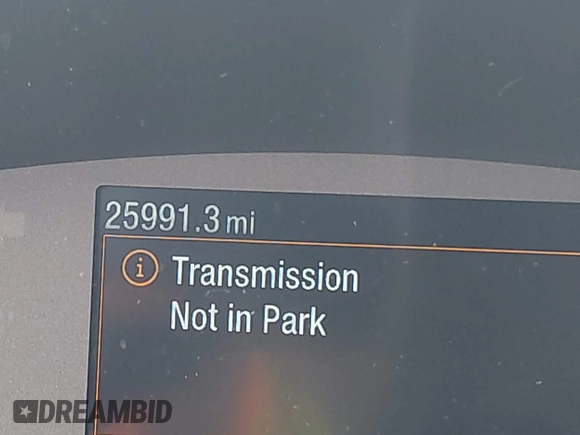 25991.3 mi
Transmission
Not in Park
DREAMBID